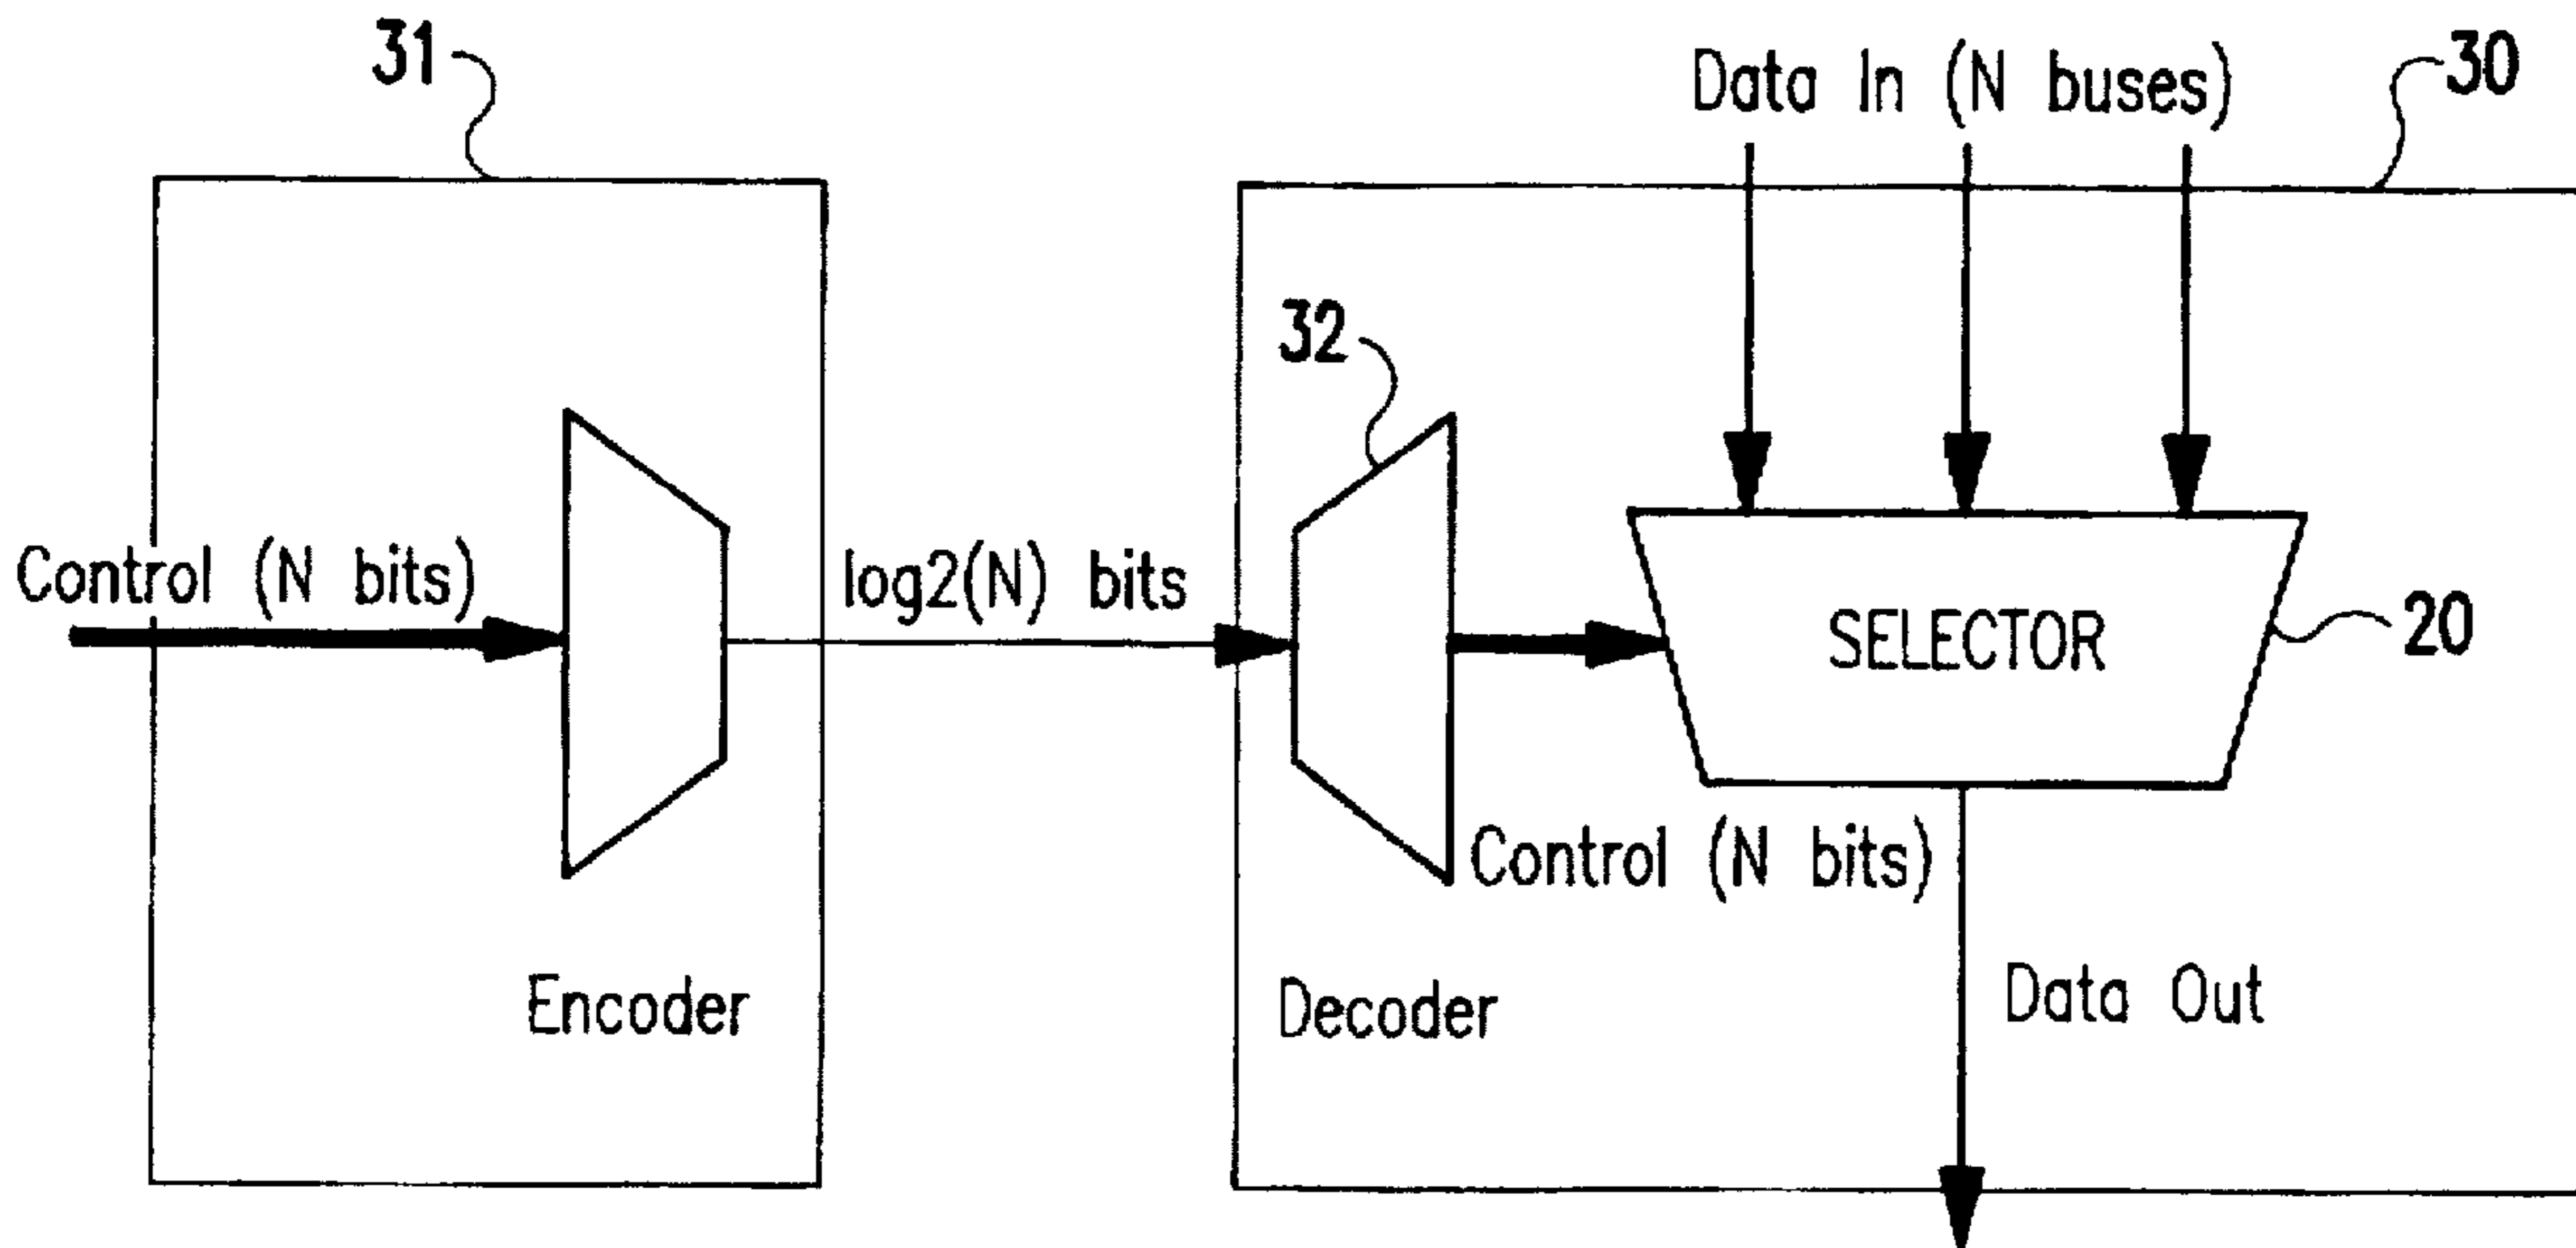 31
Data In (N buses)
30
32
Control (N bits)
log2(N) bits
SELECTOR
20
Control (N bits)
Encoder
Decoder
Data Out